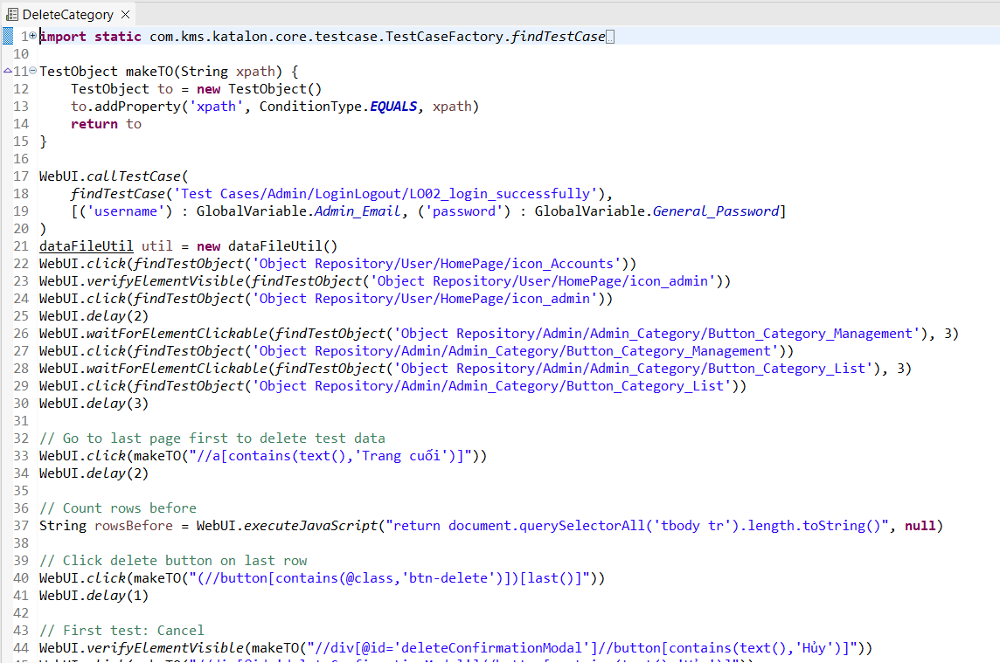 DeleteCategory
1 import static com.kms.katalon.core.testcase.TestCaseFactory.findTestCase
10
11 TestObject makeTO(String xpath) {
12     TestObject to = new TestObject()
13     to.addProperty('xpath', ConditionType.EQUALS, xpath)
14     return to
15 }
16
17 WebUI.callTestCase(
18     findTestCase('Test Cases/Admin/LoginLogout/LO02_login_successfully'),
19     [('username') : GlobalVariable.Admin_Email, ('password') : GlobalVariable.General_Password]
20 )
21 dataFileUtil util = new dataFileUtil()
22 WebUI.click(findTestObject('Object Repository/User/HomePage/icon_Accounts'))
23 WebUI.verifyElementVisible(findTestObject('Object Repository/User/HomePage/icon_admin'))
24 WebUI.click(findTestObject('Object Repository/User/HomePage/icon_admin'))
25 WebUI.delay(2)
26 WebUI.waitForElementClickable(findTestObject('Object Repository/Admin/Admin_Category/Button_Category_Management'), 3)
27 WebUI.click(findTestObject('Object Repository/Admin/Admin_Category/Button_Category_Management'))
28 WebUI.waitForElementClickable(findTestObject('Object Repository/Admin/Admin_Category/Button_Category_List'), 3)
29 WebUI.click(findTestObject('Object Repository/Admin/Admin_Category/Button_Category_List'))
30 WebUI.delay(3)
31
32 // Go to last page first to delete test data
33 WebUI.click(makeTO("//a[contains(text(),'Trang cuối')]"))
34 WebUI.delay(2)
35
36 // Count rows before
37 String rowsBefore = WebUI.executeJavaScript("return document.querySelectorAll('tbody tr').length.toString()", null)
38
39 // Click delete button on last row
40 WebUI.click(makeTO("(//button[contains(@class,'btn-delete')])[last()]"))
41 WebUI.delay(1)
42
43 // First test: Cancel
44 WebUI.verifyElementVisible(makeTO("//div[@id='deleteConfirmationModal']//button[contains(text(),'Hủy')]"))